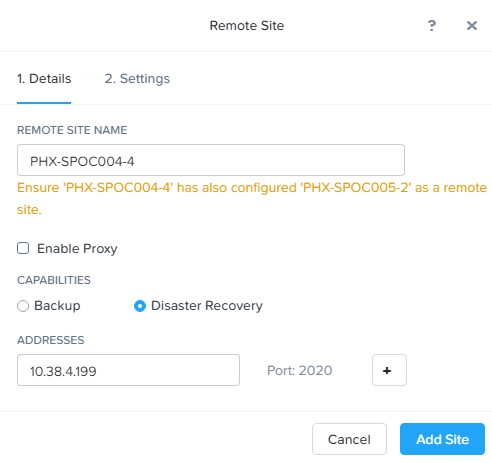 Remote Site
?
×
1. Details
2. Settings
REMOTE SITE NAME
PHX-SPOC004-4
Ensure 'PHX-SPOC004-4' has also configured 'PHX-SPOC005-2' as a remote
site.
Enable Proxy
CAPABILITIES
Backup
Disaster Recovery
ADDRESSES
10.38.4.199
Port: 2020
+
Cancel
Add Site